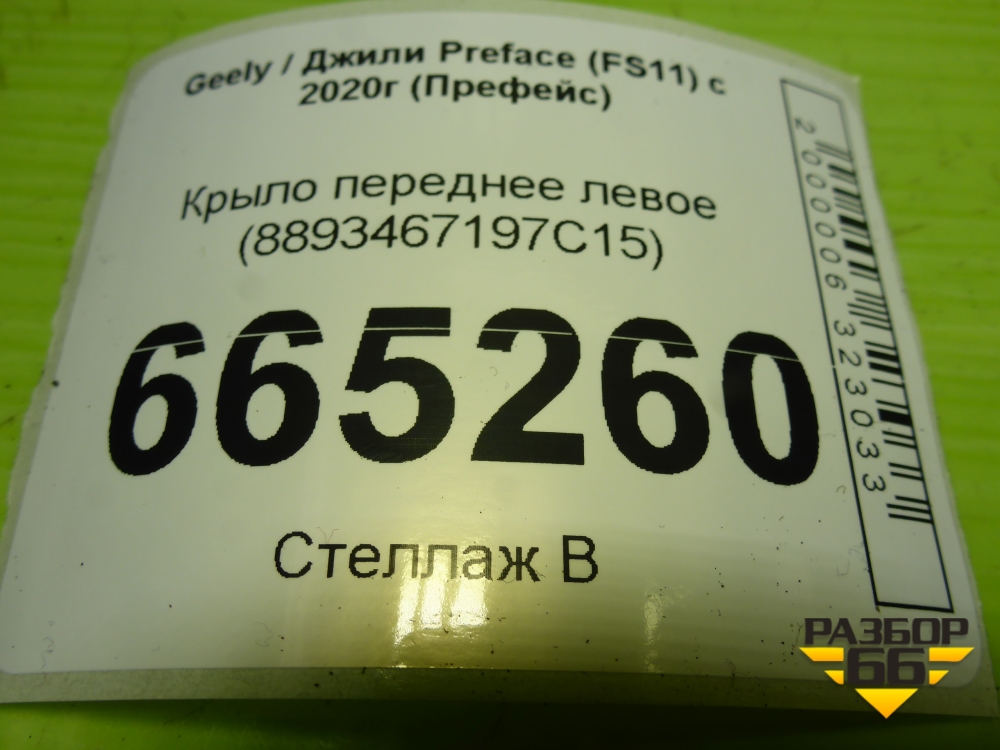 Geely / Джили Preface (FS11) с
2020г (Префейс)
Крыло переднее левое
(8893467197C15)
665260
Стеллаж В
2000006323033
РАЗБОР
66